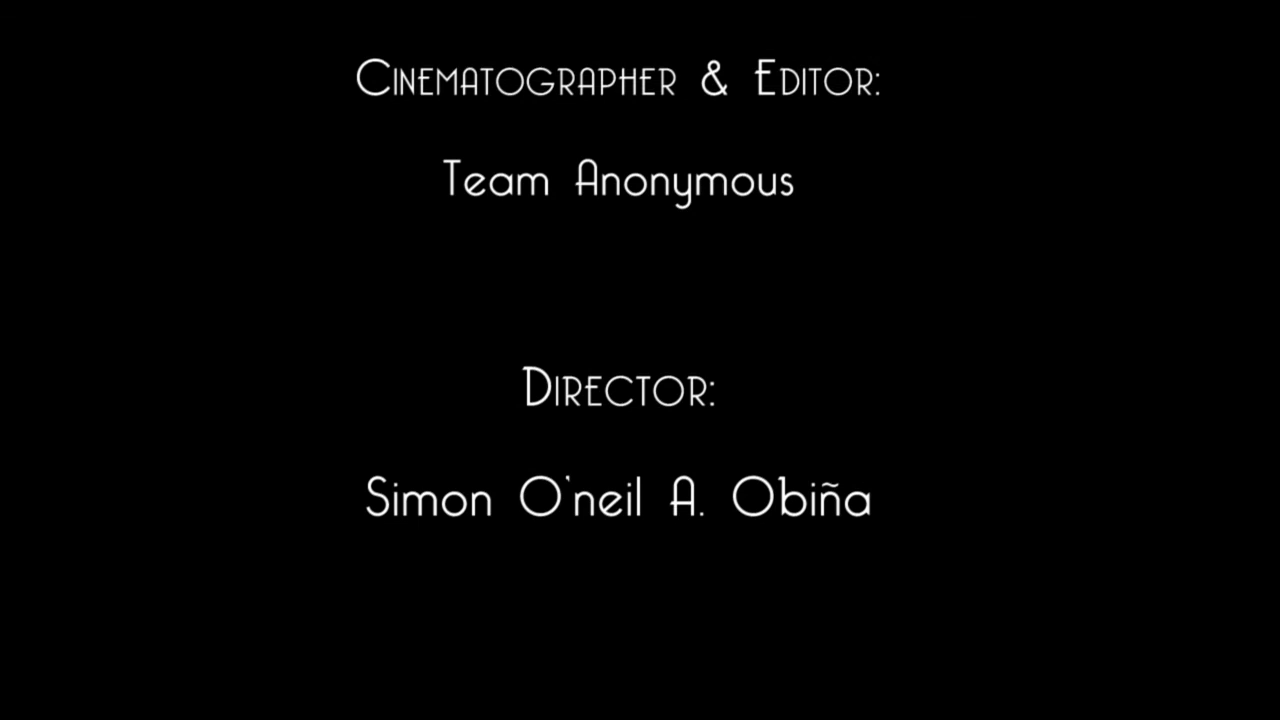 Cinematographer & Editor:
Team Anonymous
Director:
Simon O'neil A. Obiña